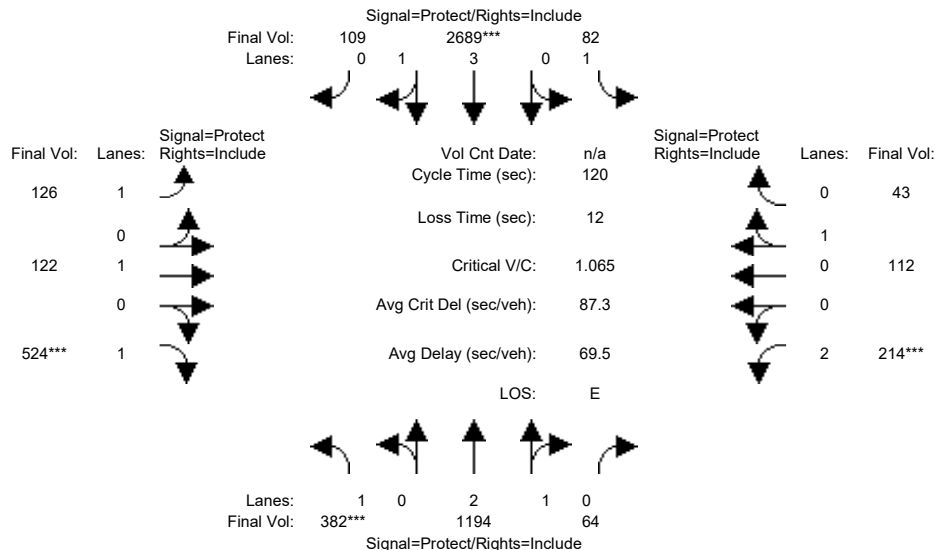 Signal=Protect/Rights=Include
Final Vol: 109 2689*** 82
Lanes: 0 1 3 0 1
Signal=Protect
Final Vol: Lanes: Rights=Include
Vol Cnt Date: n/a
Signal=Protect
Rights=Include Lanes: Final Vol:
Cycle Time (sec): 120
126 1
0 43
Loss Time (sec): 12
0
1
122 1
Critical V/C: 1.065
0 112
0
Avg Crit Del (sec/veh): 87.3
0
524*** 1
Avg Delay (sec/veh): 69.5
2 214***
LOS: E
Lanes: 1 0 2 1 0
Final Vol: 382*** 1194 64
Signal=Protect/Rights=Include